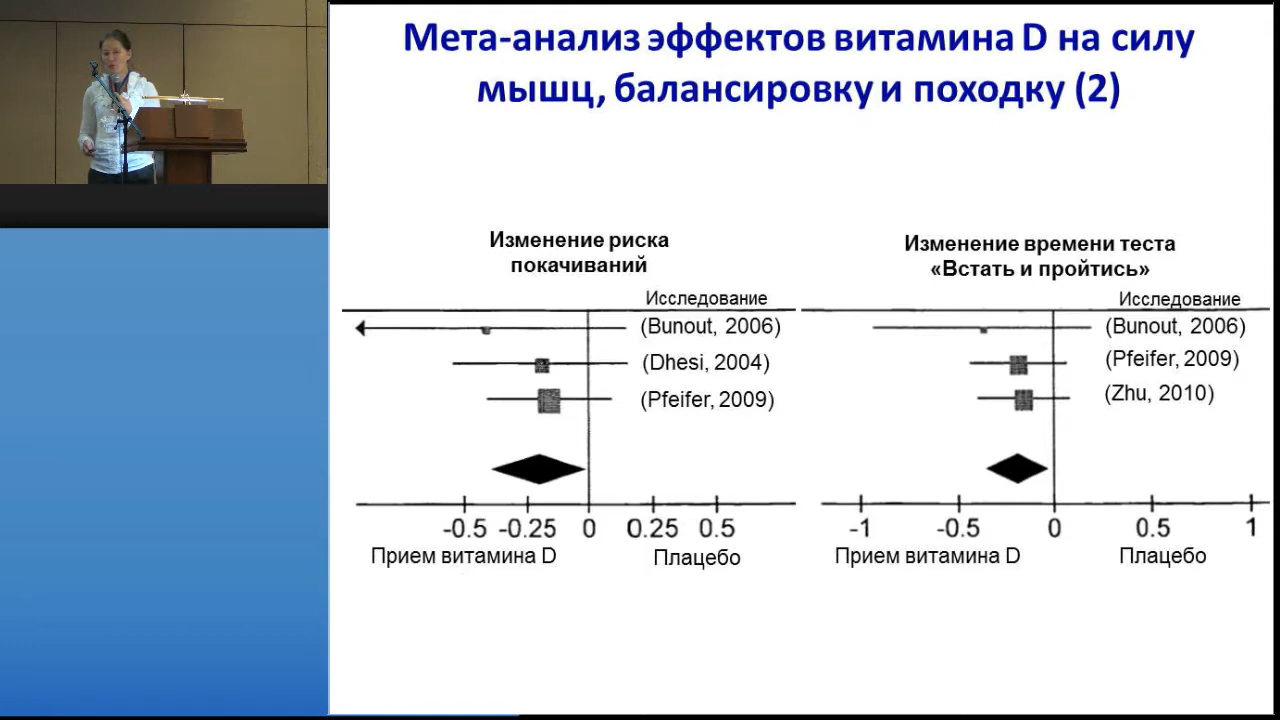 Мета-анализ эффектов витамина D на силу
мышц, балансировку и походку (2)
Изменение риска
покачиваний
Исследование
(Bunout, 2006)
(Dhesi, 2004)
(Pfeifer, 2009)
-0.5 -0.25 0 0.25 0.5
Прием витамина D Плацебо
Изменение времени теста
«Встать и пройтись»
Исследование
(Bunout, 2006)
(Pfeifer, 2009)
(Zhu, 2010)
-1 -0.5 0 0.5 1
Прием витамина D Плацебо